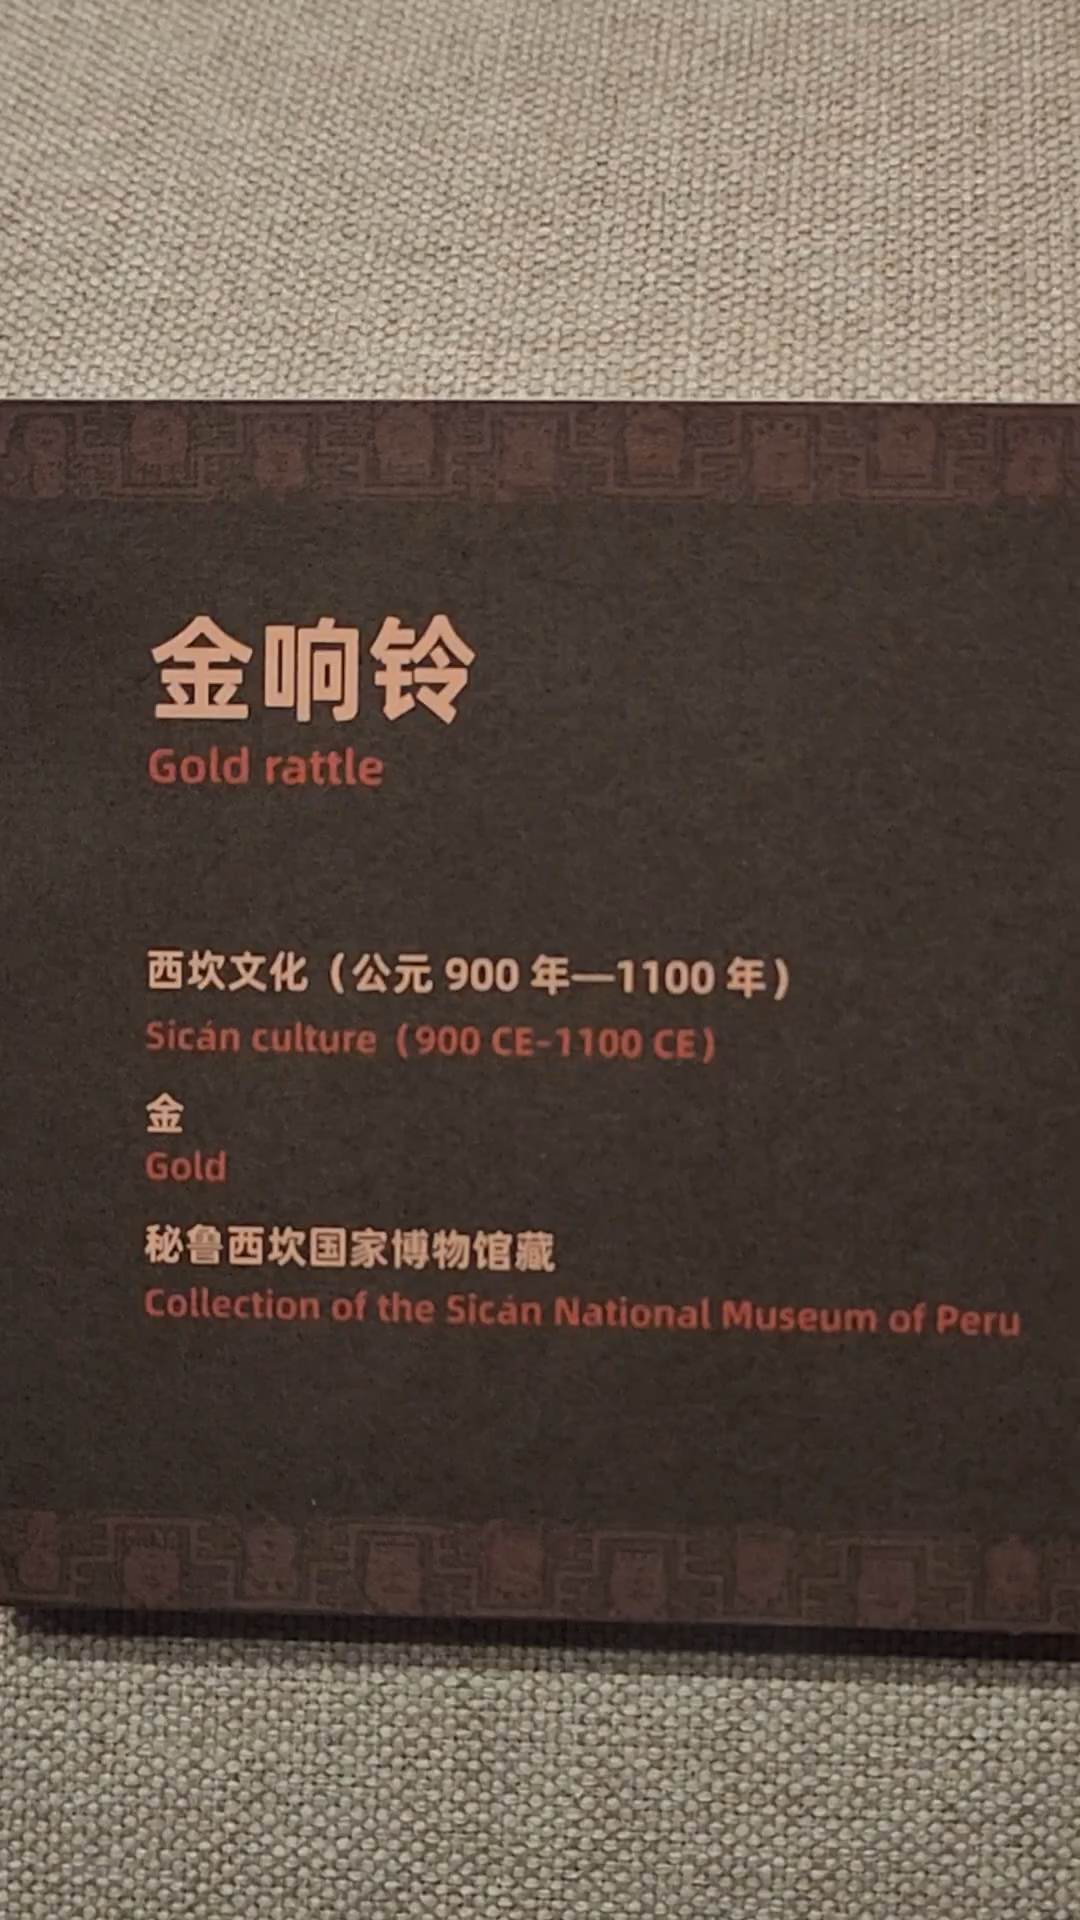 金响铃
Gold rattle
西坎文化（公元 900 年—1100 年）
Sicán culture（900 CE–1100 CE）
金
Gold
秘鲁西坎国家博物馆藏
Collection of the Sicán National Museum of Peru